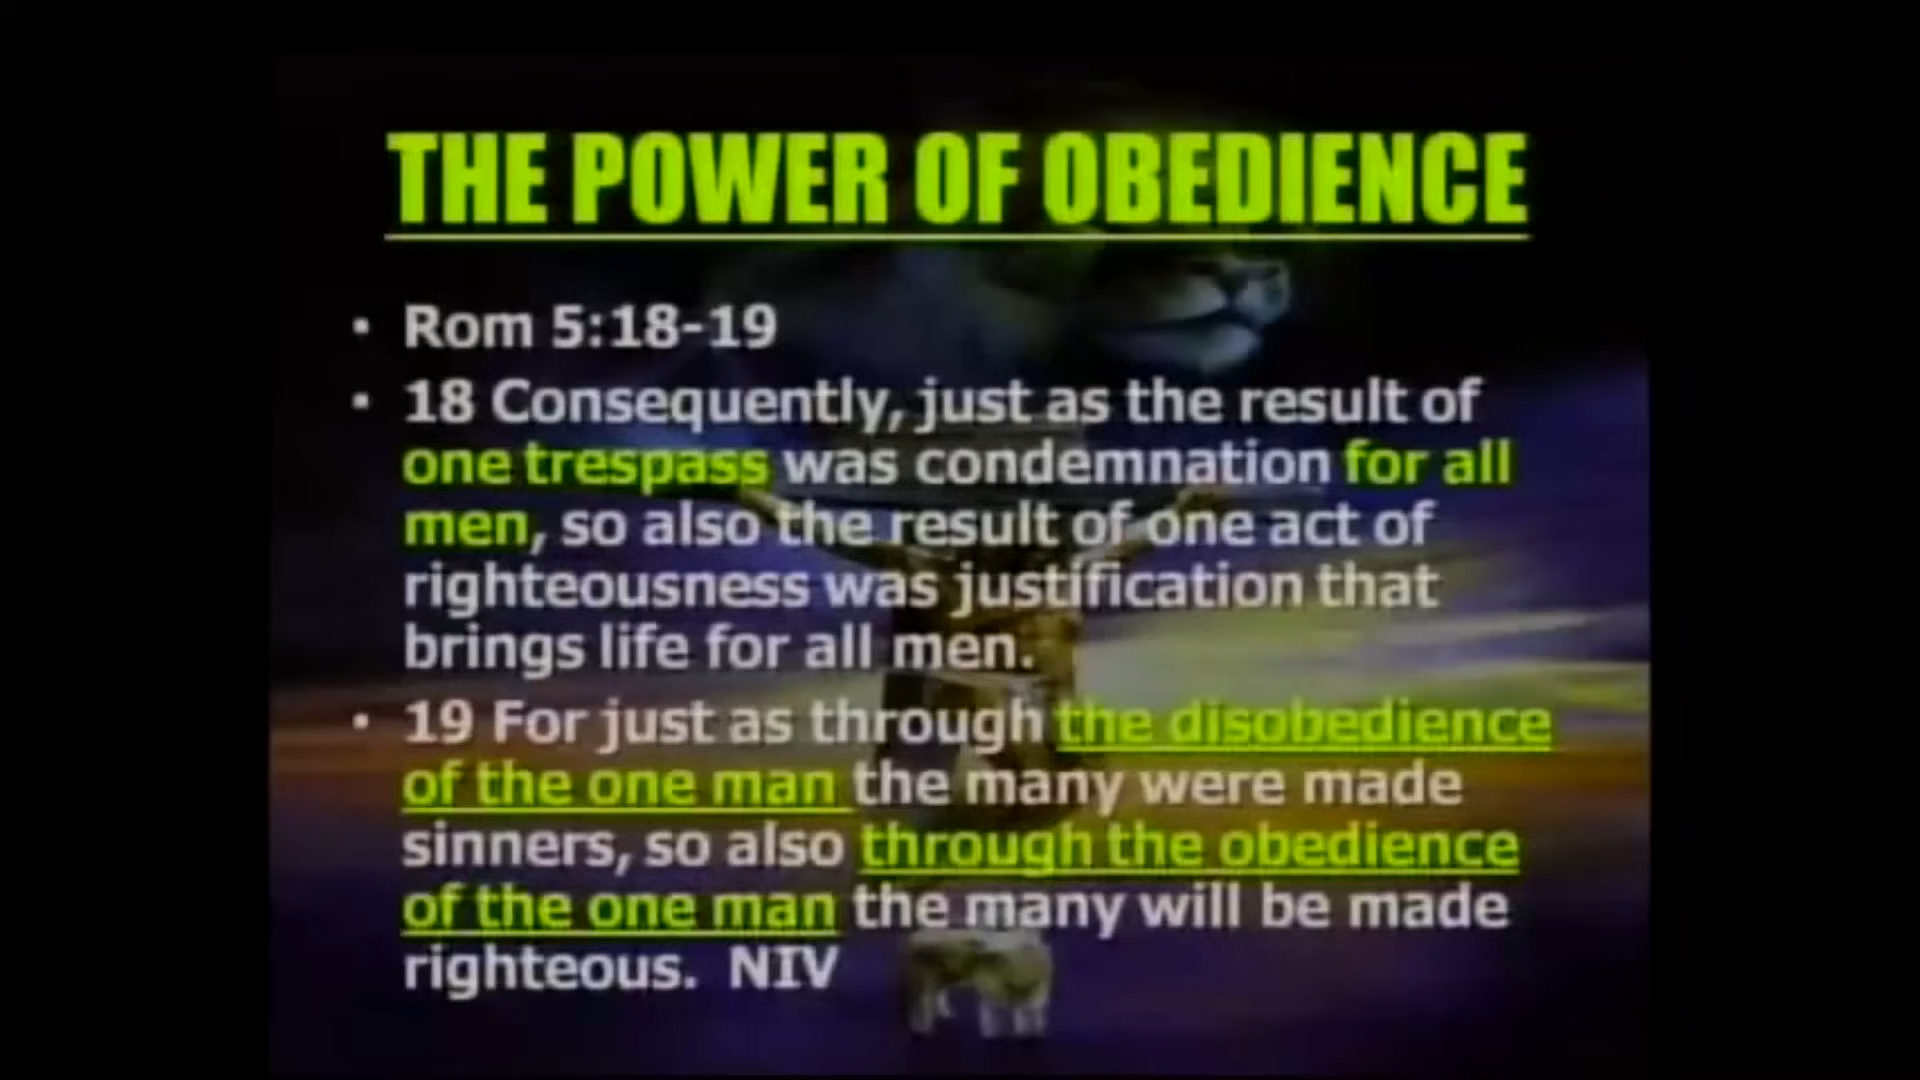 THE POWER OF OBEDIENCE
• Rom 5:18-19
• 18 Consequently, just as the result of
one trespass was condemnation for all
men, so also the result of one act of
righteousness was justification that
brings life for all men.
• 19 For just as through the disobedience
of the one man the many were made
sinners, so also through the obedience
of the one man the many will be made
righteous.  NIV